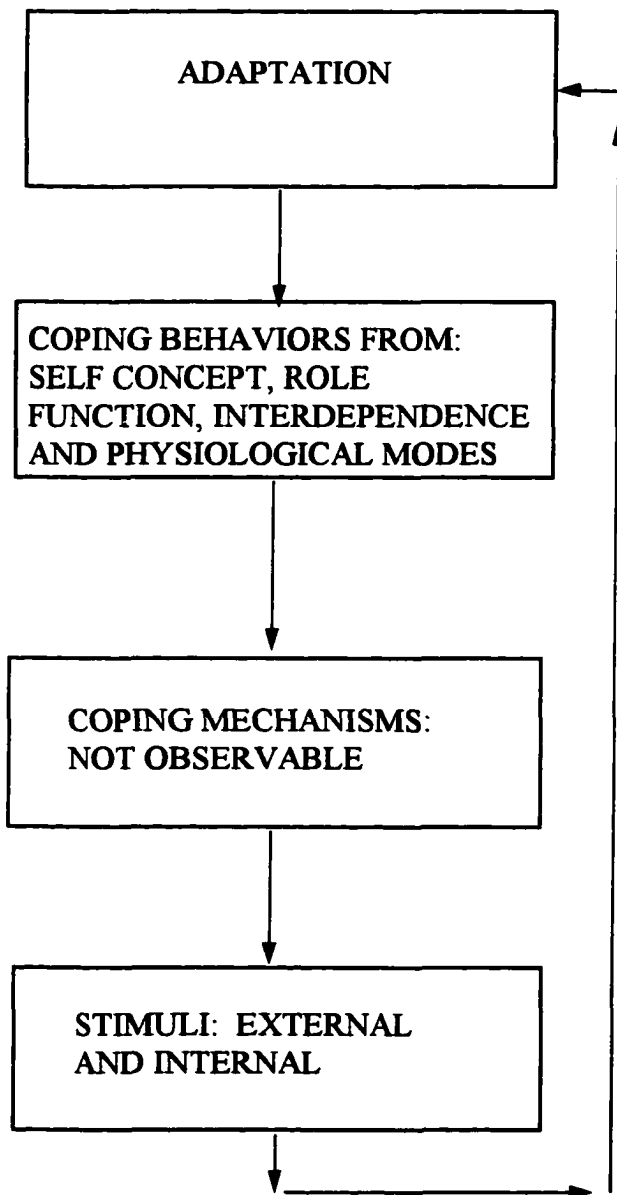 ADAPTATION
COPING BEHAVIORS FROM:
SELF CONCEPT, ROLE
FUNCTION, INTERDEPENDENCE
AND PHYSIOLOGICAL MODES
COPING MECHANISMS:
NOT OBSERVABLE
STIMULI: EXTERNAL
AND INTERNAL